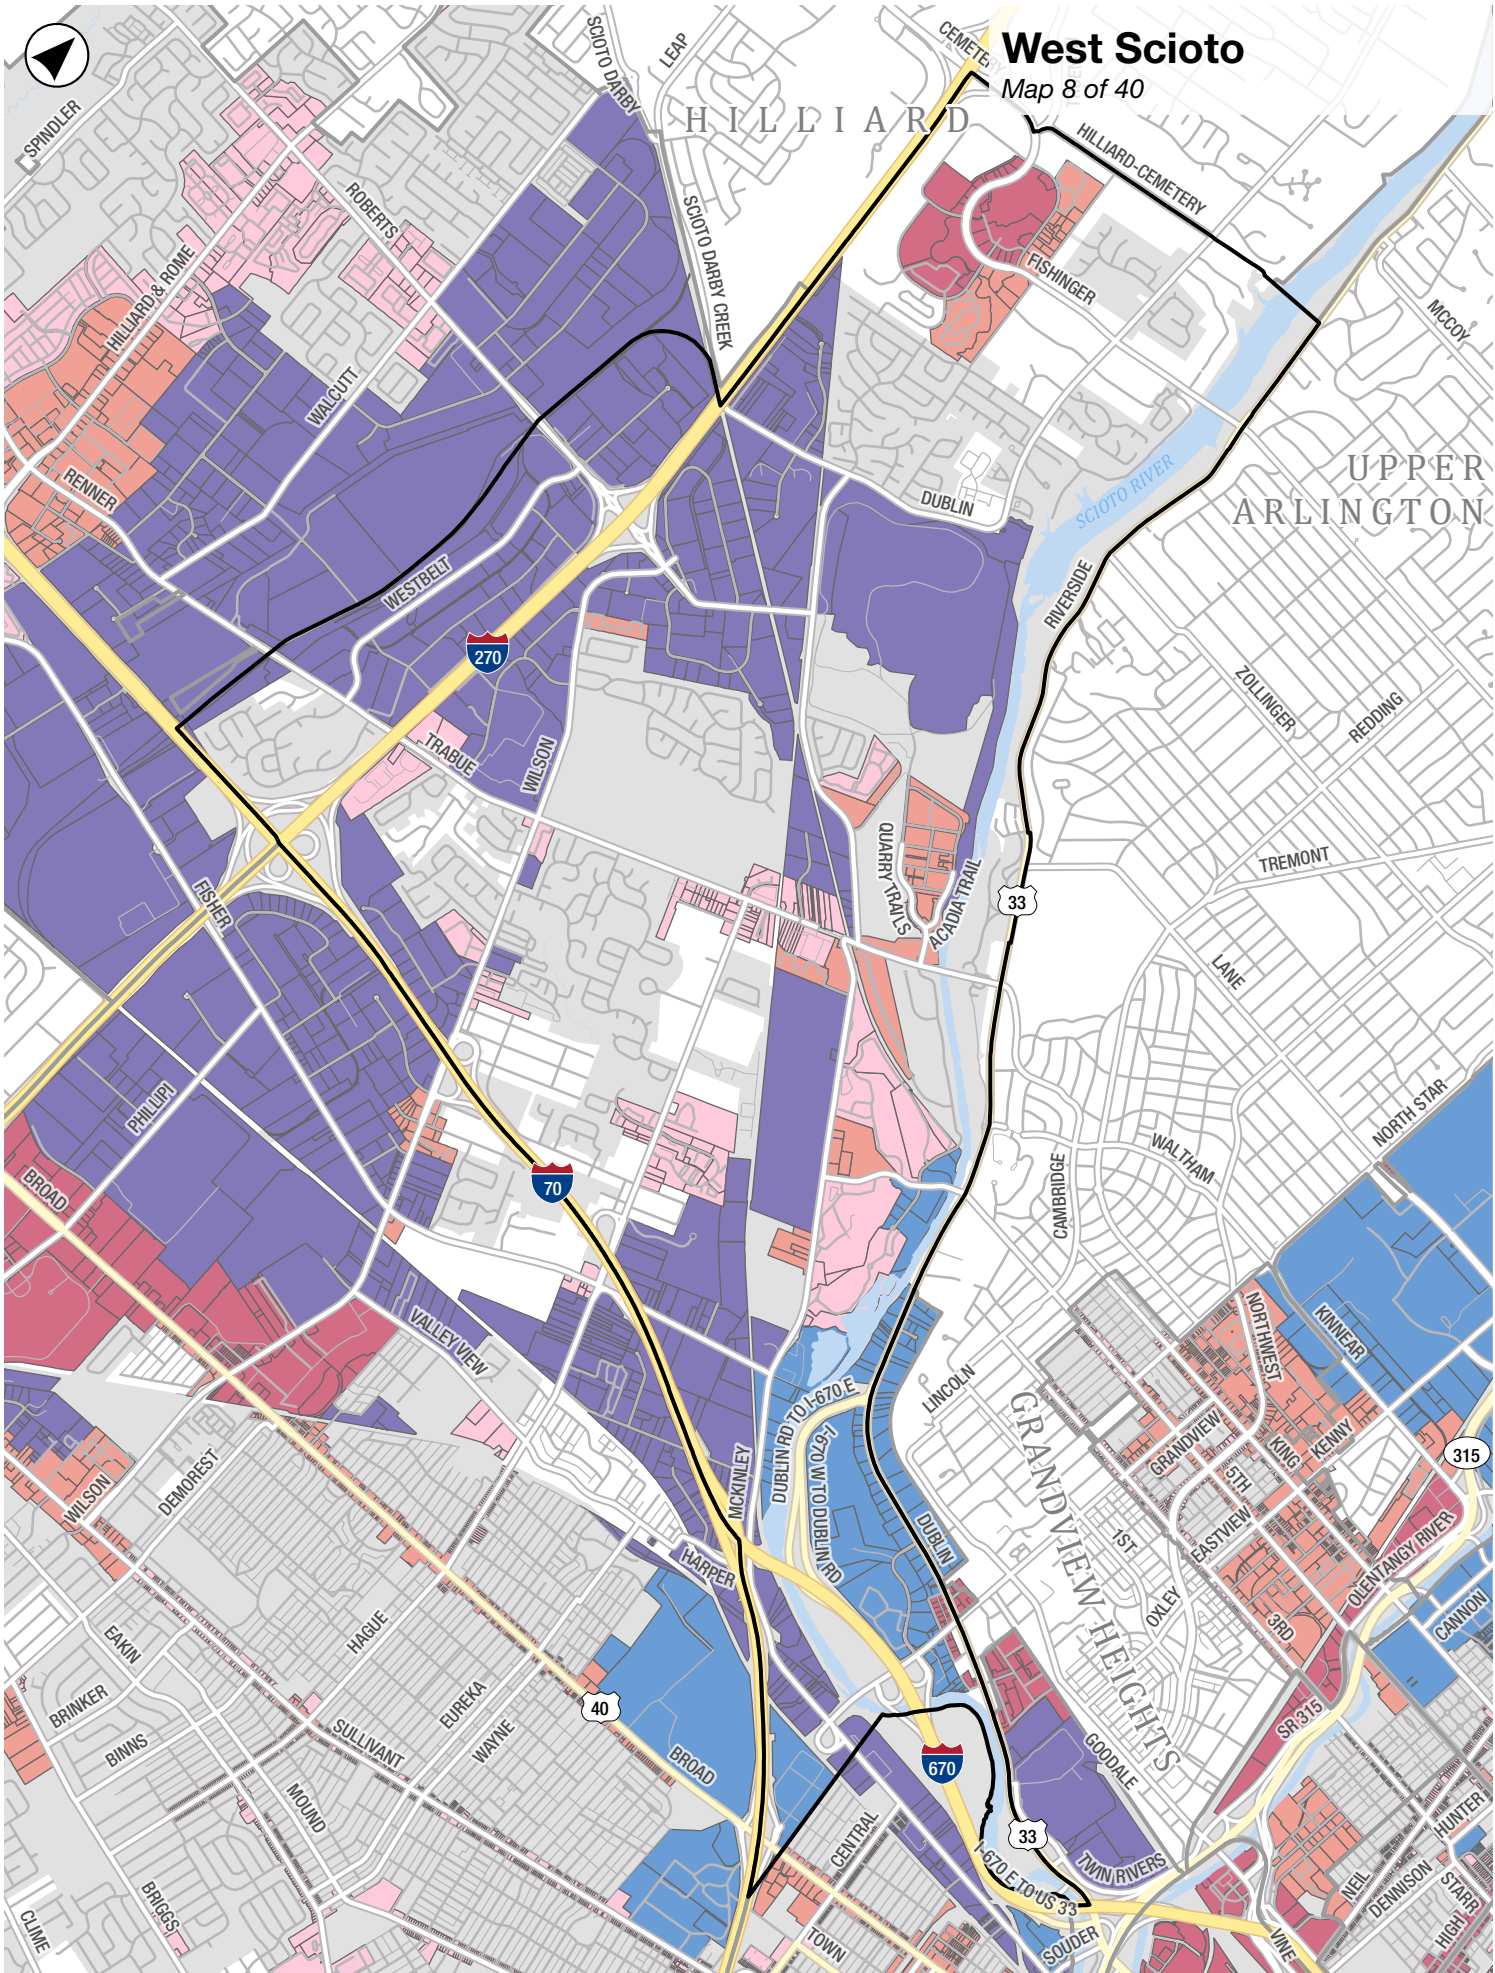 West Scioto
Map 8 of 40
CEMETE
SCIOTO DARBY
LEAP
HILLIARD
SPINDLER
HILLIARD-CEMETERY
ROBERTS
SCIOTO DARBY CREEK
HILLIARD & ROME
FISHINGER
MCCOY
WALCUTT
UPPER
ARLINGTON
SCIOTO RIVER
RENNER
DUBLIN
WESTBELT
RIVERSIDE
270
ZOLLINGER
REDDING
TRABUE
WILSON
QUARRY TRAILS
ACADIA TRAIL
TREMONT
33
FISHER
LANE
PHILLIPI
NORTH STAR
WALTHAM
CAMBRIDGE
70
BROAD
NORTHWEST
KINNEAR
VALLEY VIEW
LINCOLN
DUBLIN RD TO I-670 E
I-670 W TO DUBLIN RD
GRANDVIEW HEIGHTS
GRANDVIEW
KING
KENNY
315
5TH
WILSON
DEMOREST
MCKINLEY
DUBLIN
1ST
EASTVIEW
OLENTANGY RIVER
HARPER
OXLEY
3RD
CANNON
EAKIN
HAGUE
BRINKER
EUREKA
40
SR 315
BINNS
SULLIVANT
WAYNE
BROAD
670
GOODALE
MOUND
CENTRAL
33
HUNTER
I-670 E TO US 33
TWIN RIVERS
NEIL
DENNISON
STARR
BRIGGS
CLIME
TOWN
SOUDER
VINE
HIGH